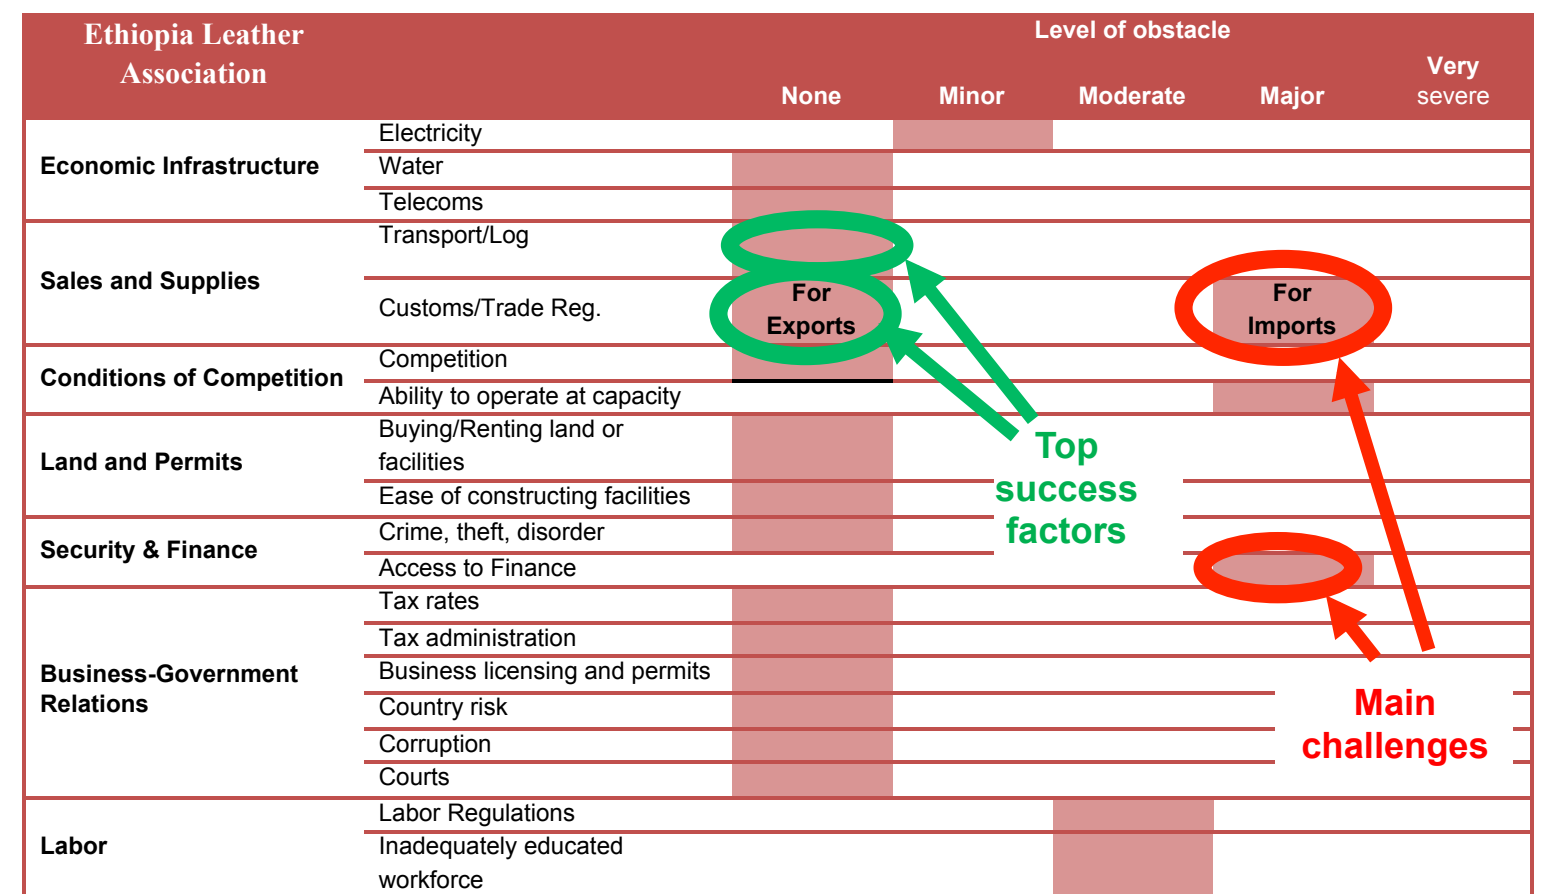 Ethiopia Leather
Association
Level of obstacle
None
Minor
Moderate
Major
Very
severe
Economic Infrastructure
Electricity
Water
Telecoms
Sales and Supplies
Transport/Log
Customs/Trade Reg.
For
Exports
For
Imports
Conditions of Competition
Competition
Ability to operate at capacity
Land and Permits
Buying/Renting land or
facilities
Ease of constructing facilities
Top
success
factors
Security & Finance
Crime, theft, disorder
Access to Finance
Business-Government
Relations
Tax rates
Tax administration
Business licensing and permits
Country risk
Corruption
Courts
Main
challenges
Labor
Labor Regulations
Inadequately educated
workforce